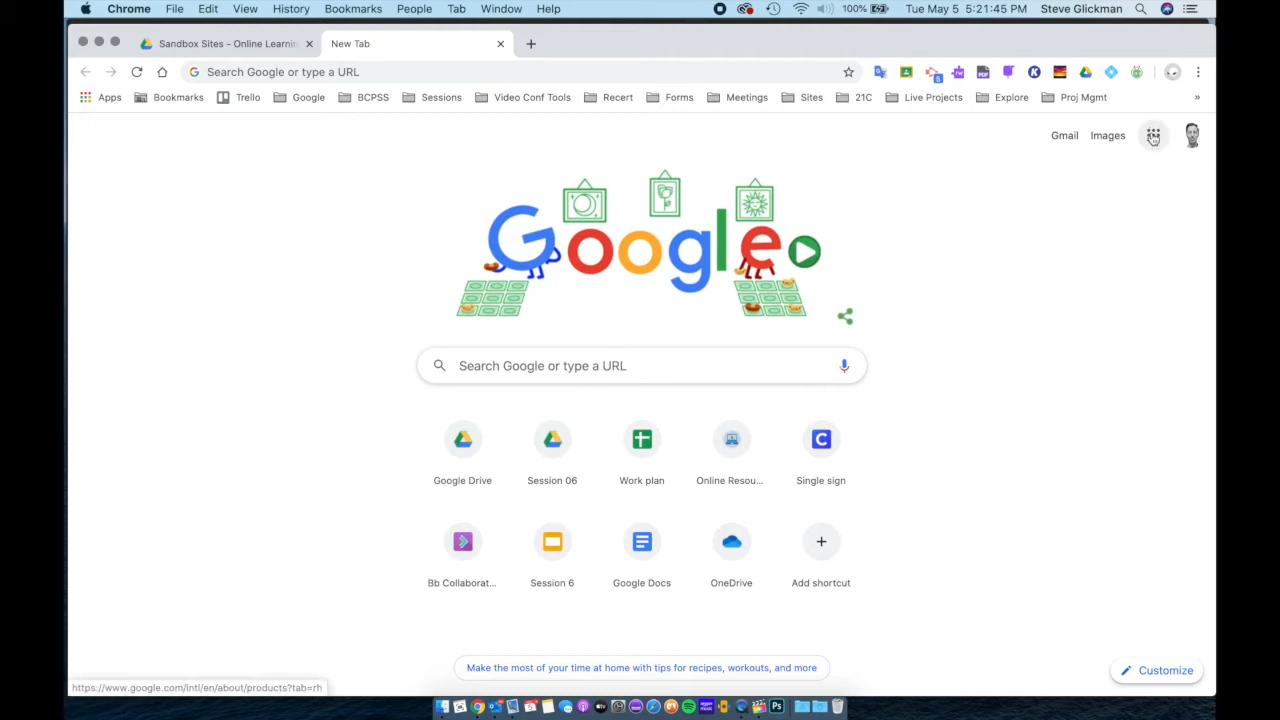 Chrome File Edit View History Bookmarks People Tab Window Help 100% Tue May 5 5:21:45 PM Steve Glickman
Sandbox Sites - Online Learnin
New Tab
Search Google or type a URL
Apps Bookmarks Trello Google BCPSS Sessions Video Conf Tools Recert Forms Meetings Sites 21C Live Projects Explore Proj Mgmt »
Gmail Images
Google
Search Google or type a URL
Google Drive Session 06 Work plan Online Resou... Single sign
Bb Collaborat... Session 6 Google Docs OneDrive Add shortcut
Make the most of your time at home with tips for recipes, workouts, and more
Customize
https://www.google.com/intl/en/about/products?tab=rh